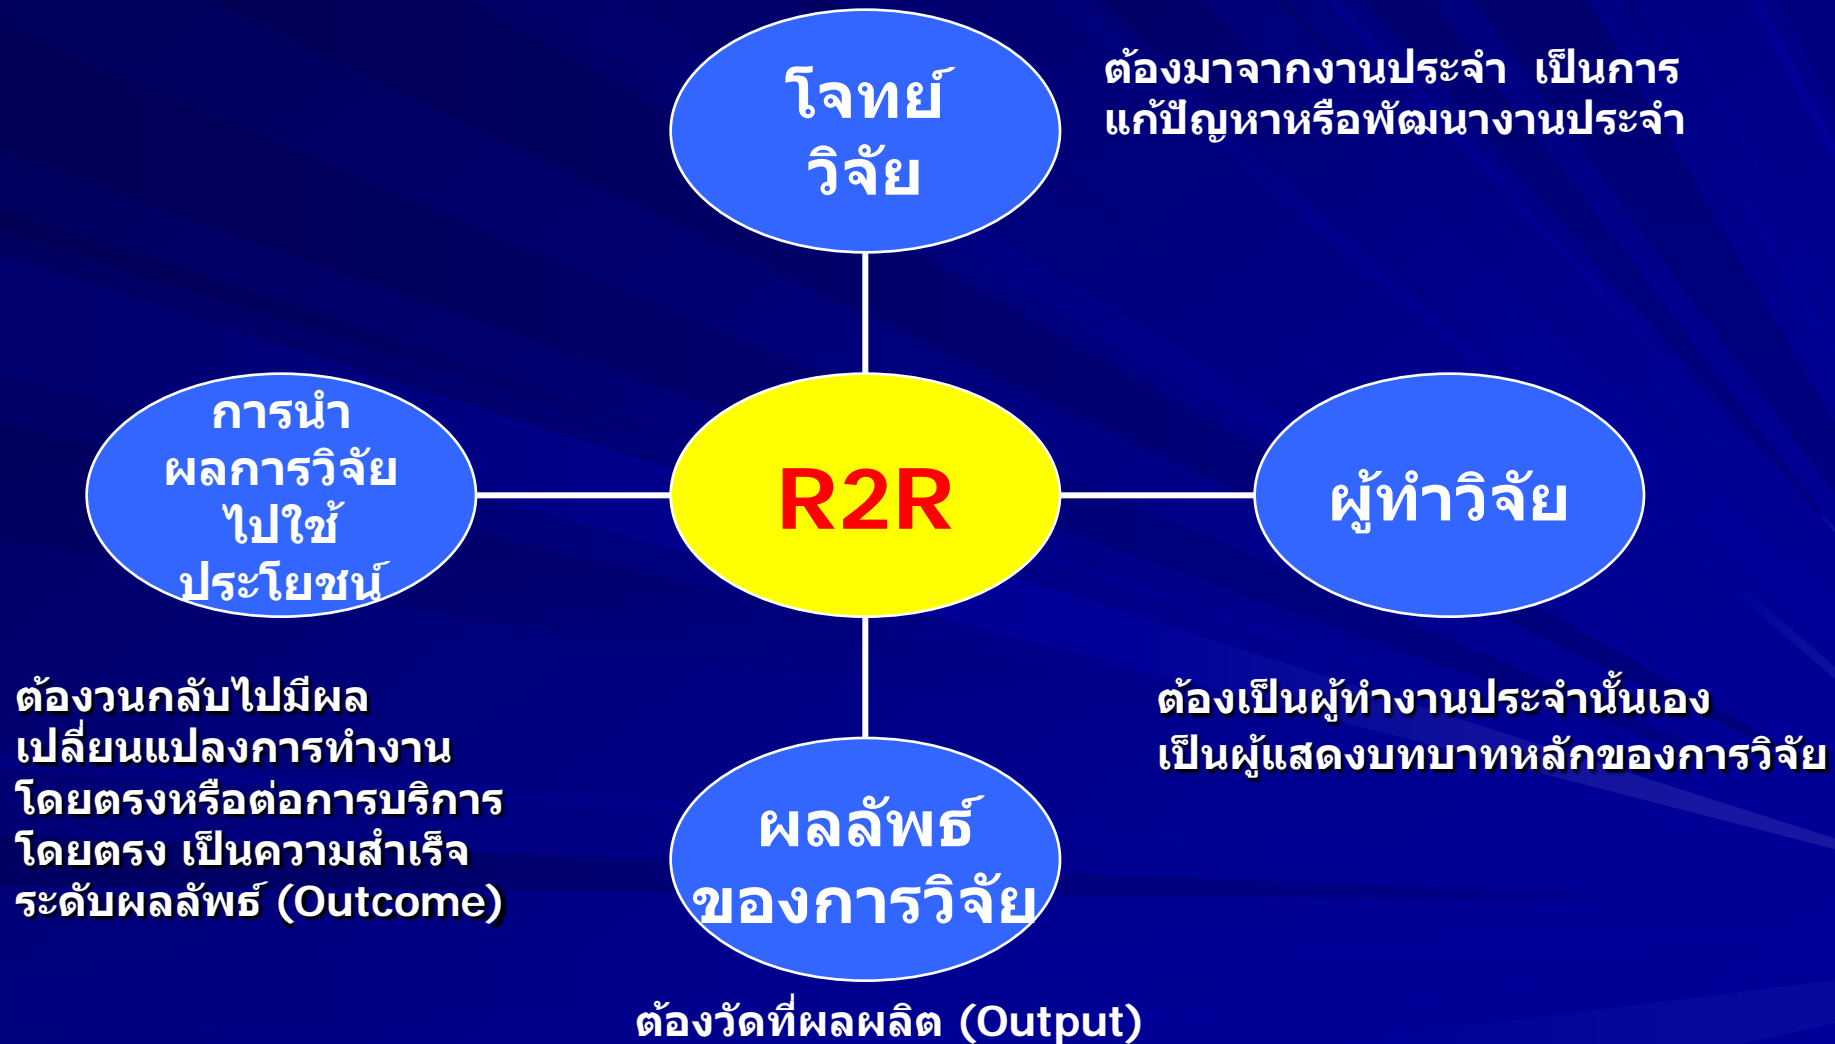 โจทย์
วิจัย
ต้องมาจากงานประจำ เป็นการ
แก้ปัญหาหรือพัฒนางานประจำ
การนำ
ผลการวิจัย
ไปใช้
ประโยชน์
R2R
ผู้ทำวิจัย
ต้องวนกลับไปมีผล
เปลี่ยนแปลงการทำงาน
โดยตรงหรือต่อการบริการ
โดยตรง เป็นความสำเร็จ
ระดับผลลัพธ์ (Outcome)
ต้องเป็นผู้ทำงานประจำนั้นเอง
เป็นผู้แสดงบทบาทหลักของการวิจัย
ผลลัพธ์
ของการวิจัย
ต้องวัดที่ผลผลิต (Output)